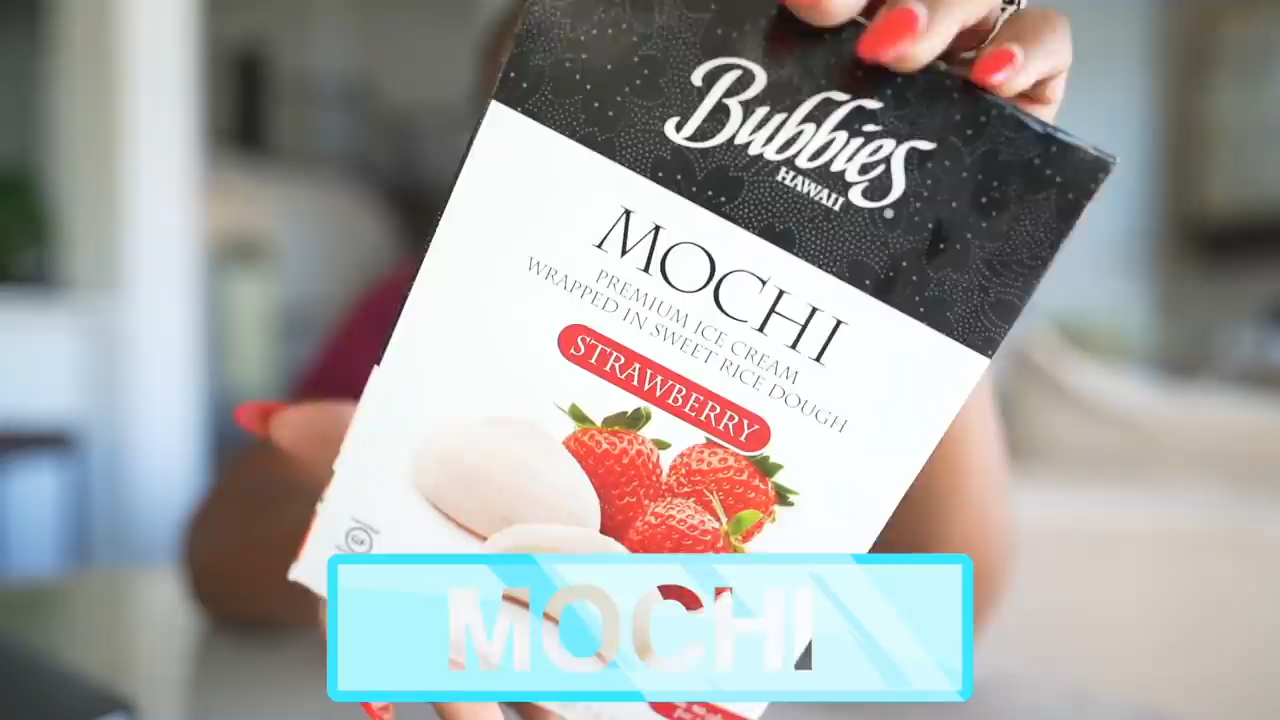 Bubbies
HAWAII
MOCHI
PREMIUM ICE CREAM
WRAPPED IN SWEET RICE DOUGH
STRAWBERRY
MOCHI